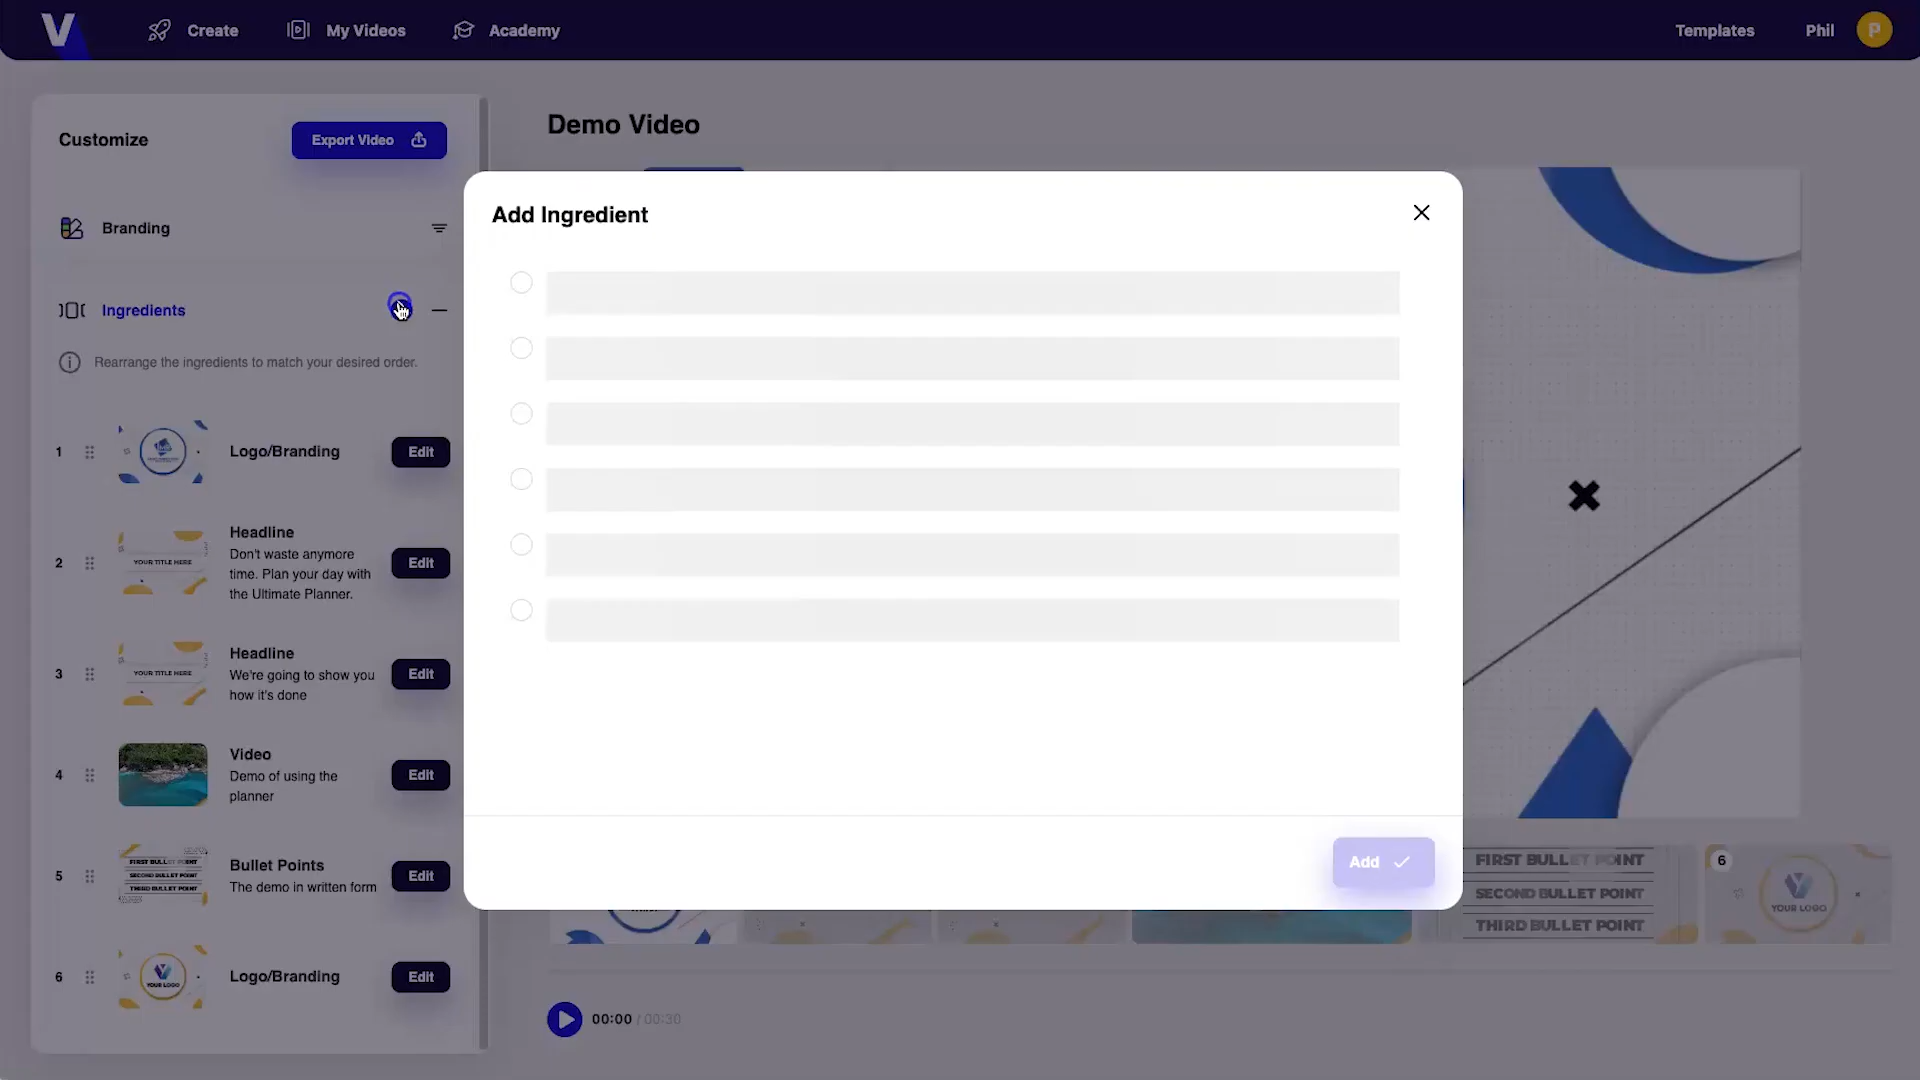 V
Create
My Videos
Academy
Templates
Phil
P
Customize
Export Video
Branding
Ingredients
Rearrange the ingredients to match your desired order.
1
Logo/Branding
Edit
2
YOUR TITLE HERE
Headline
Don't waste anymore
time. Plan your day with
the Ultimate Planner.
Edit
3
YOUR TITLE HERE
Headline
We're going to show you
how it's done
Edit
4
Video
Demo of using the
planner
Edit
5
FIRST BULLET POINT
SECOND BULLET POINT
THIRD BULLET POINT
Bullet Points
The demo in written form
Edit
6
YOUR LOGO
Logo/Branding
Edit
Demo Video
Add Ingredient
Add
FIRST BULLET POINT
SECOND BULLET POINT
THIRD BULLET POINT
6
YOUR LOGO
00:00 / 00:30